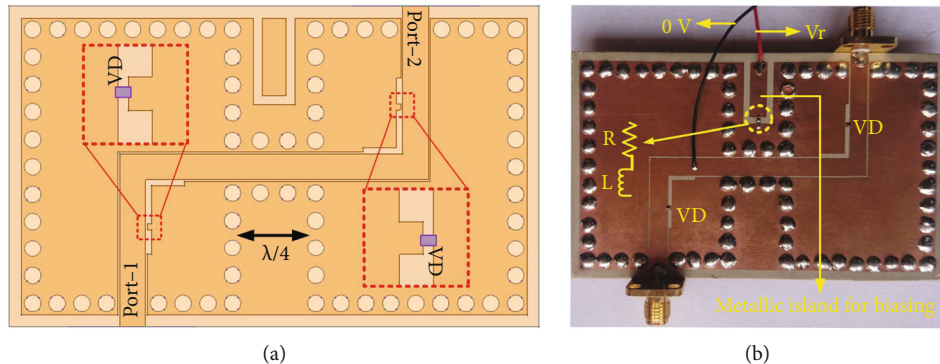 VD
Port-2
VD
λ/4
Port-1
(a)
0 V
Vr
VD
R
L
VD
Metallic island for biasing
(b)